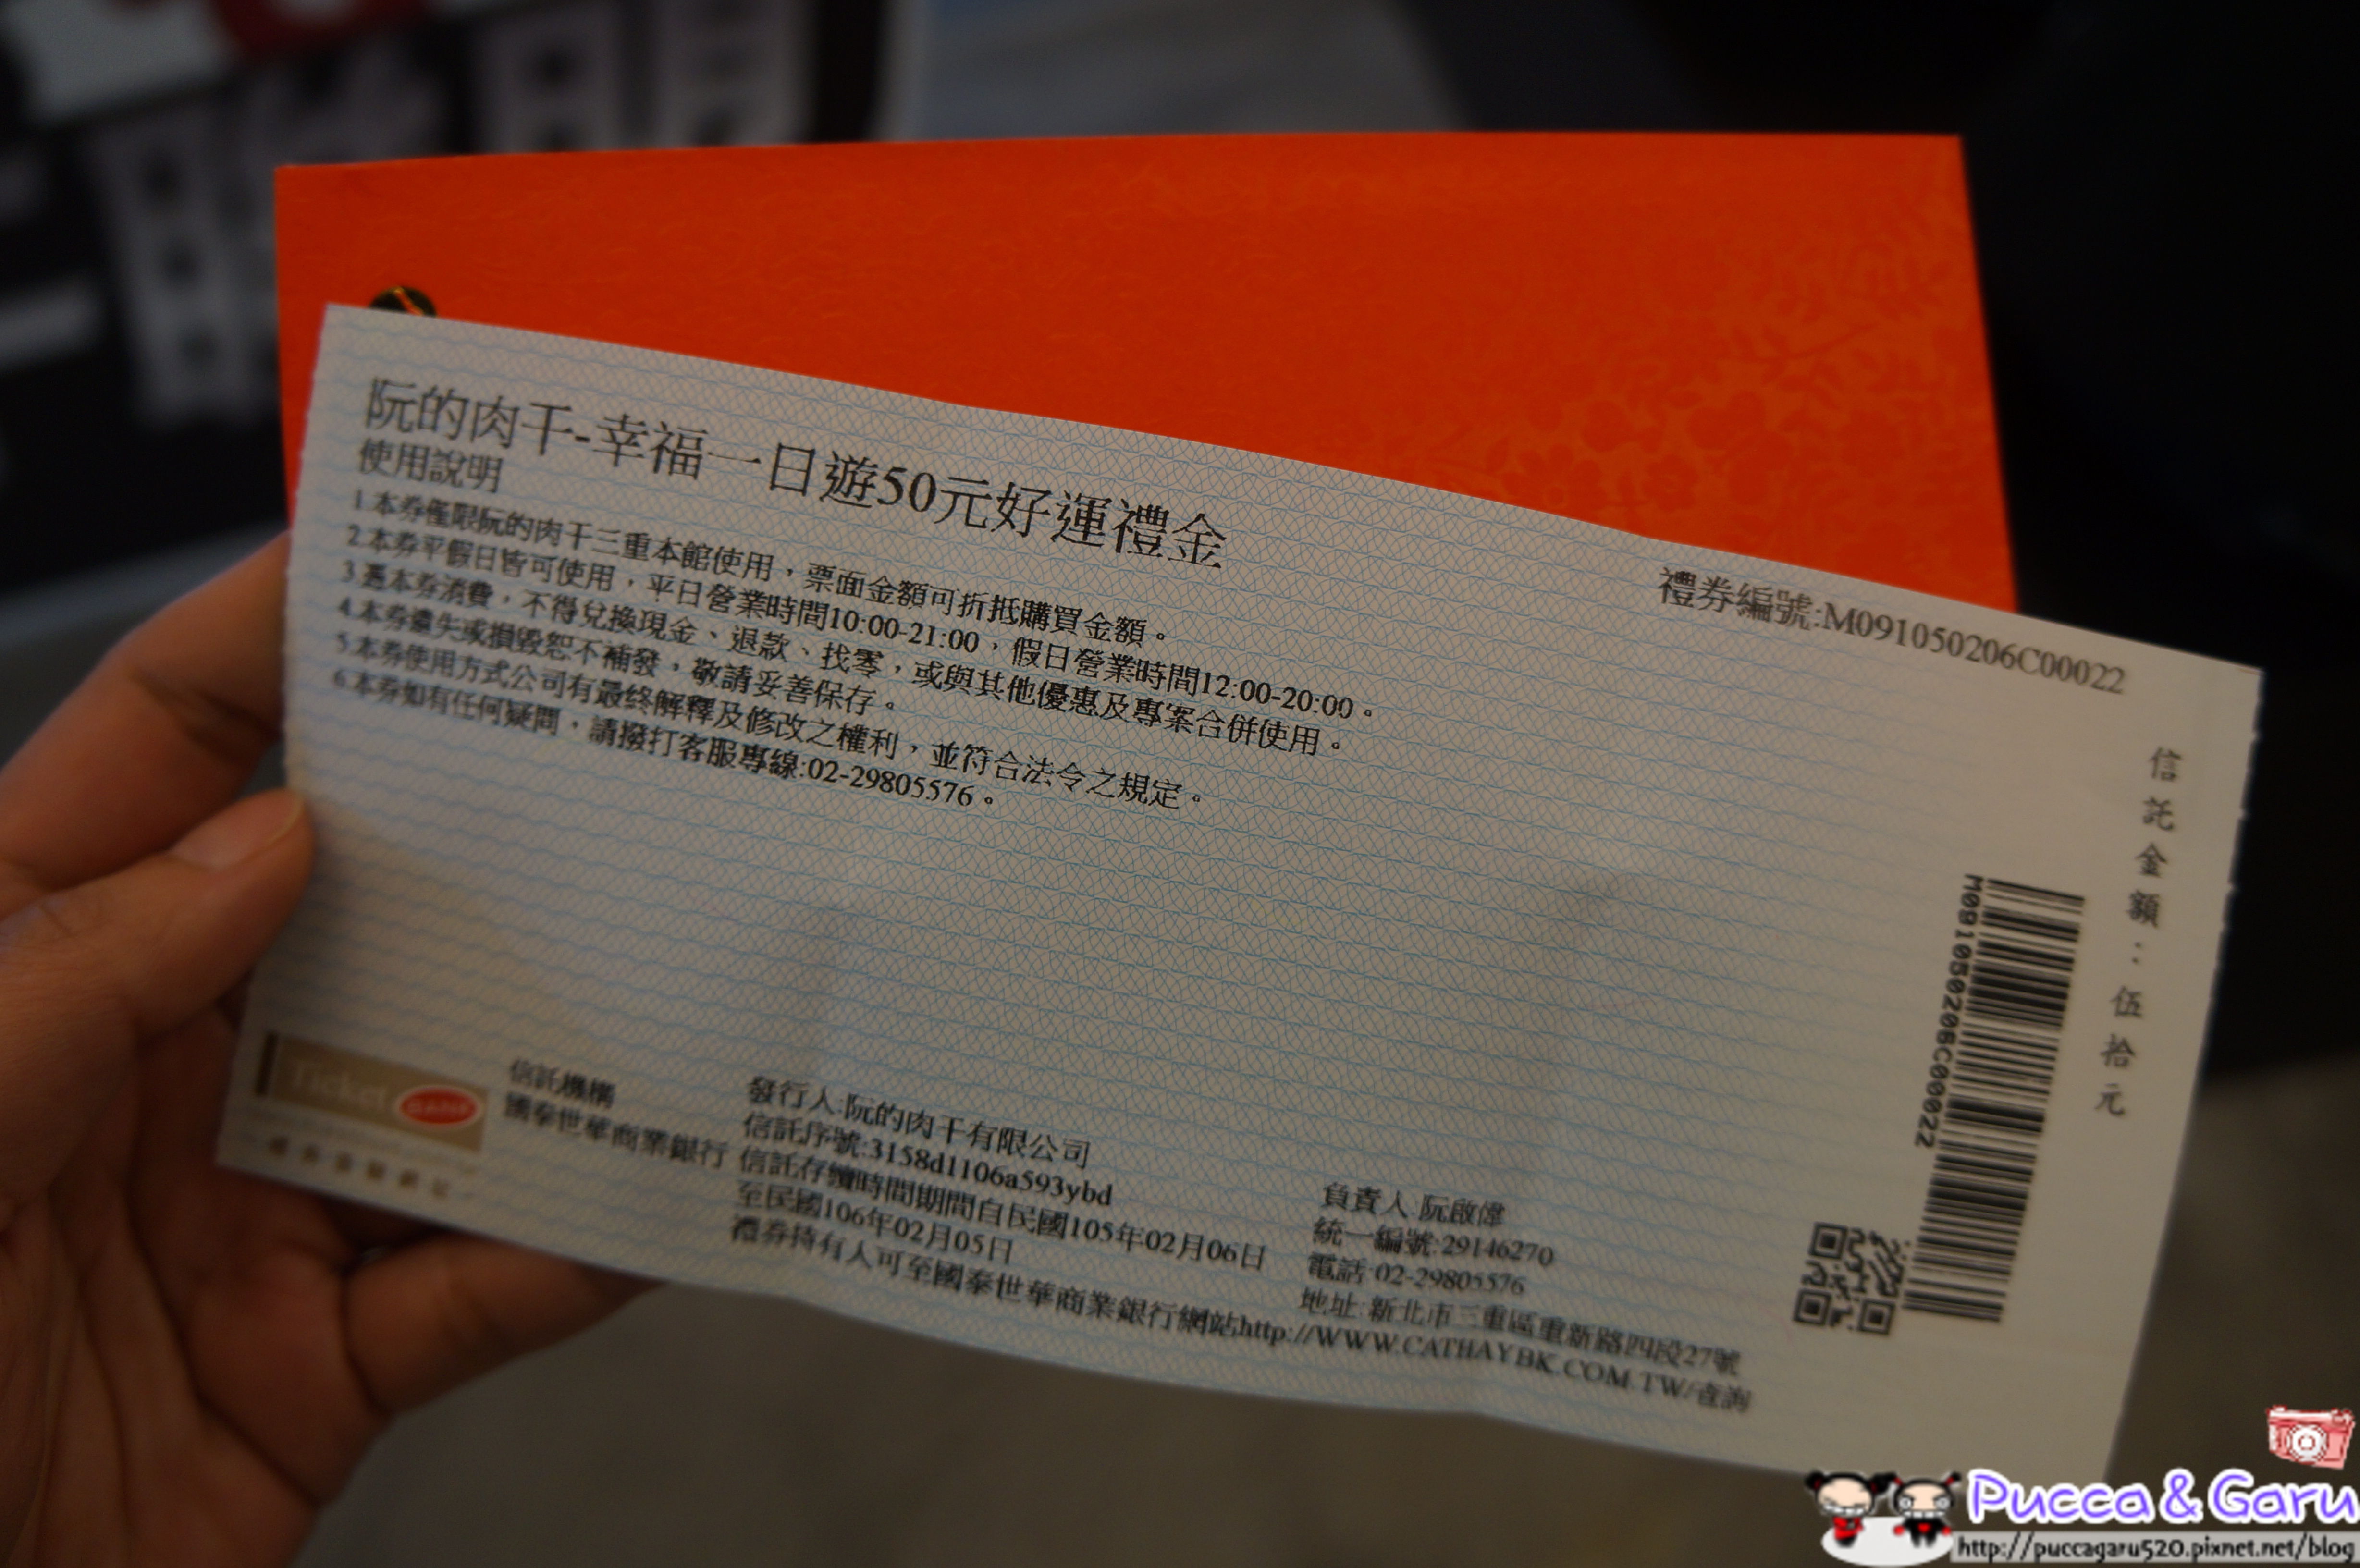 阮的肉干-幸福一日遊50元好運禮金
使用說明
1.本券僅限阮的肉干三重本館使用，票面金額可折抵購買金額。
2.本券平假日皆可使用，平日營業時間10:00-21:00，假日營業時間12:00-20:00。
3.憑本券消費，不得兌換現金、退款、找零，或與其他優惠及專案合併使用。
4.本券遺失或損毀恕不補發，敬請妥善保存。
5.本券使用方式公司有最終解釋及修改之權利，並符合法令之規定。
6.本券如有任何疑問，請撥打客服專線:02-29805576。
禮券編號:M091050206C00022
信託金額：伍拾元
M091050206C00022
Ticket
信託機構
國泰世華商業銀行
發行人:阮的肉干有限公司
信託序號:3158d1106a593ybd
信託存續時間期間自民國105年02月06日
至民國106年02月05日
禮券持有人可至國泰世華商業銀行網站http://WWW.CATHAYBK.COM.TW/查詢
負責人:阮啟偉
統一編號:29146270
電話:02-29805576
地址:新北市三重區重新路四段27號
Pucca & Garu
http://puccagaru520.pixnet.net/blog